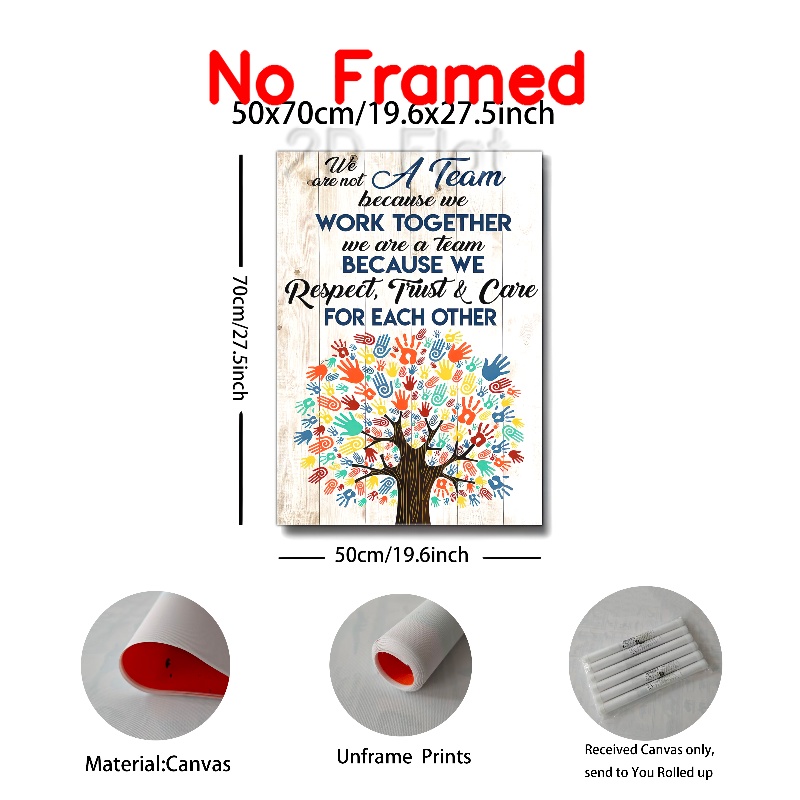 No Framed
50x70cm/19.6x27.5inch
2D Flat
We
are not A Team
because we
WORK TOGETHER
we are a team
BECAUSE WE
Respect, Trust & Care
FOR EACH OTHER
70cm/27.5inch
50cm/19.6inch
Material:Canvas
Unframe Prints
Received Canvas only,
send to You Rolled up